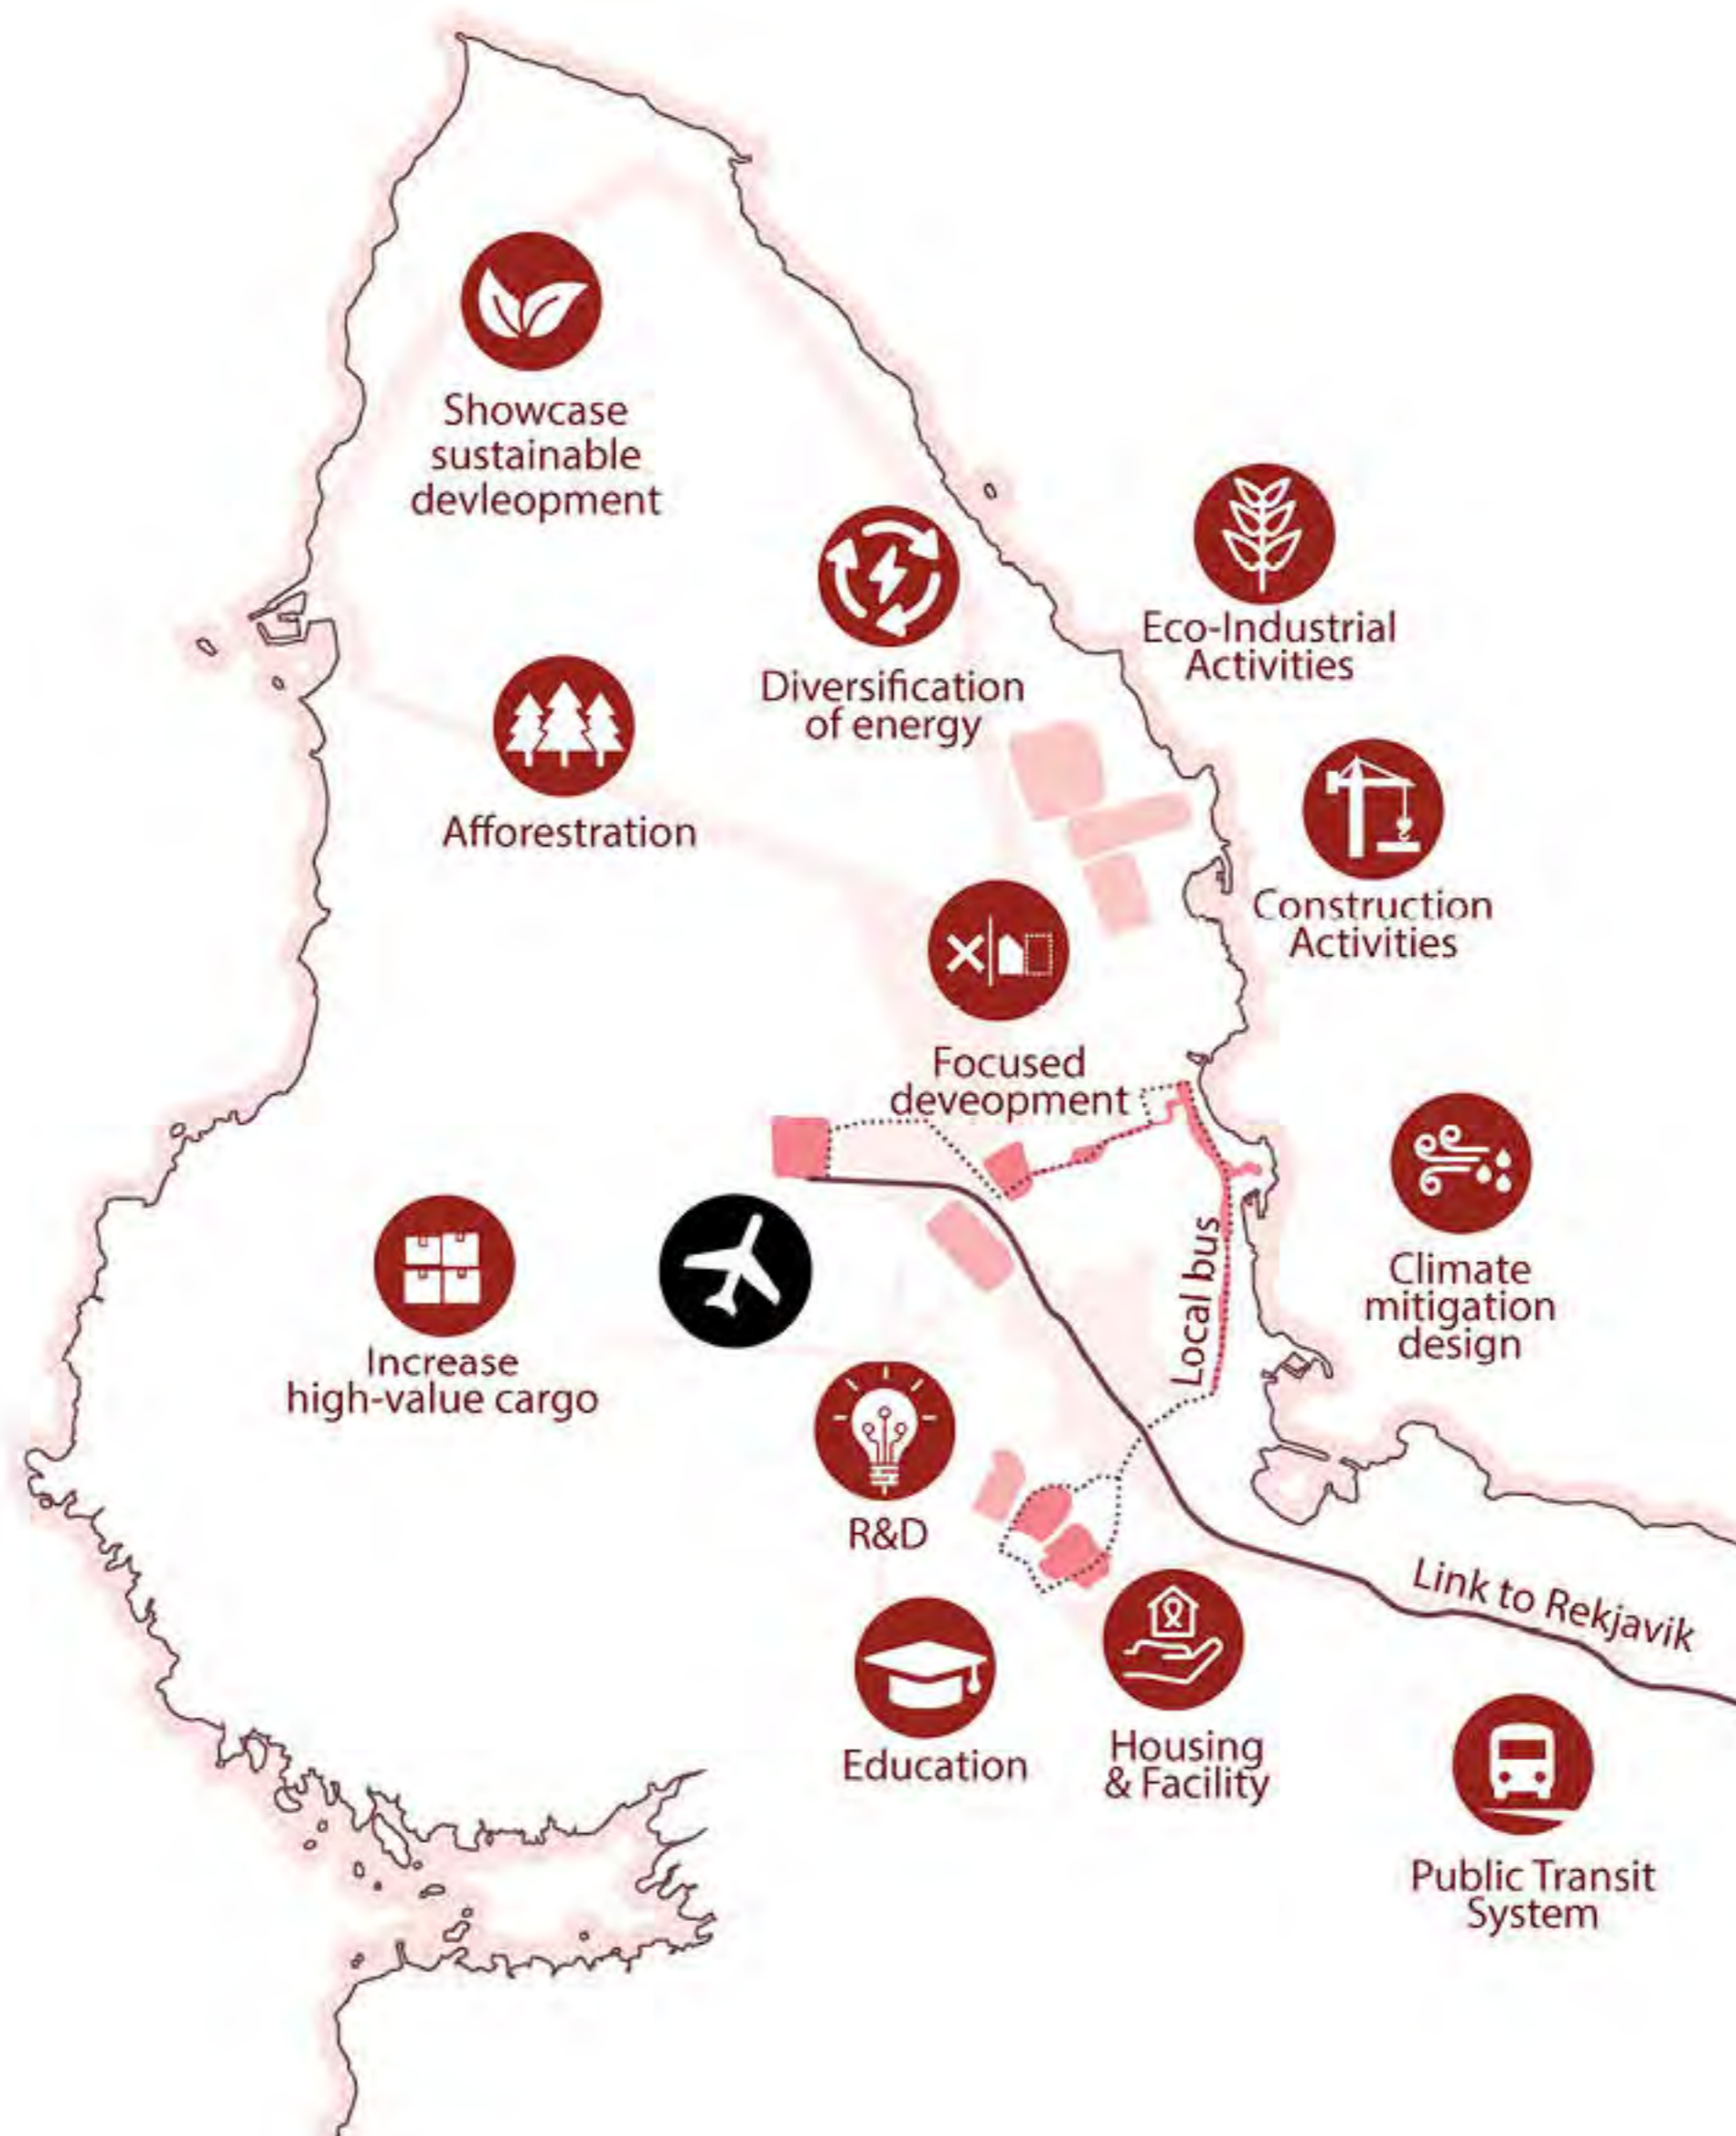 Showcase
sustainable
devleopment
Diversification
of energy
Eco-Industrial
Activities
Afforestration
Construction
Activities
Focused
deveopment
Climate
mitigation
design
Local bus
Increase
high-value cargo
R&D
Link to Rekjavik
Education
Housing
& Facility
Public Transit
System